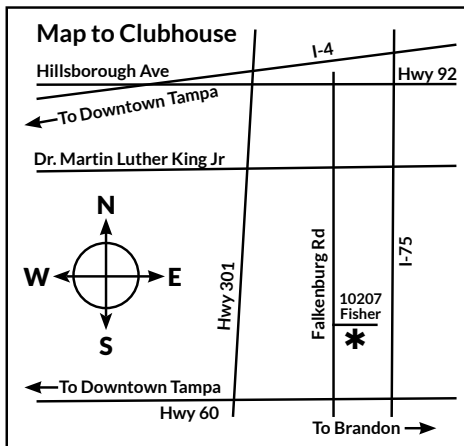 Map to Clubhouse
I-4
Hillsborough Ave
Hwy 92
To Downtown Tampa
Dr. Martin Luther King Jr
N
W
E
S
Hwy 301
Falkenburg Rd
I-75
10207
Fisher
*
To Downtown Tampa
Hwy 60
To Brandon